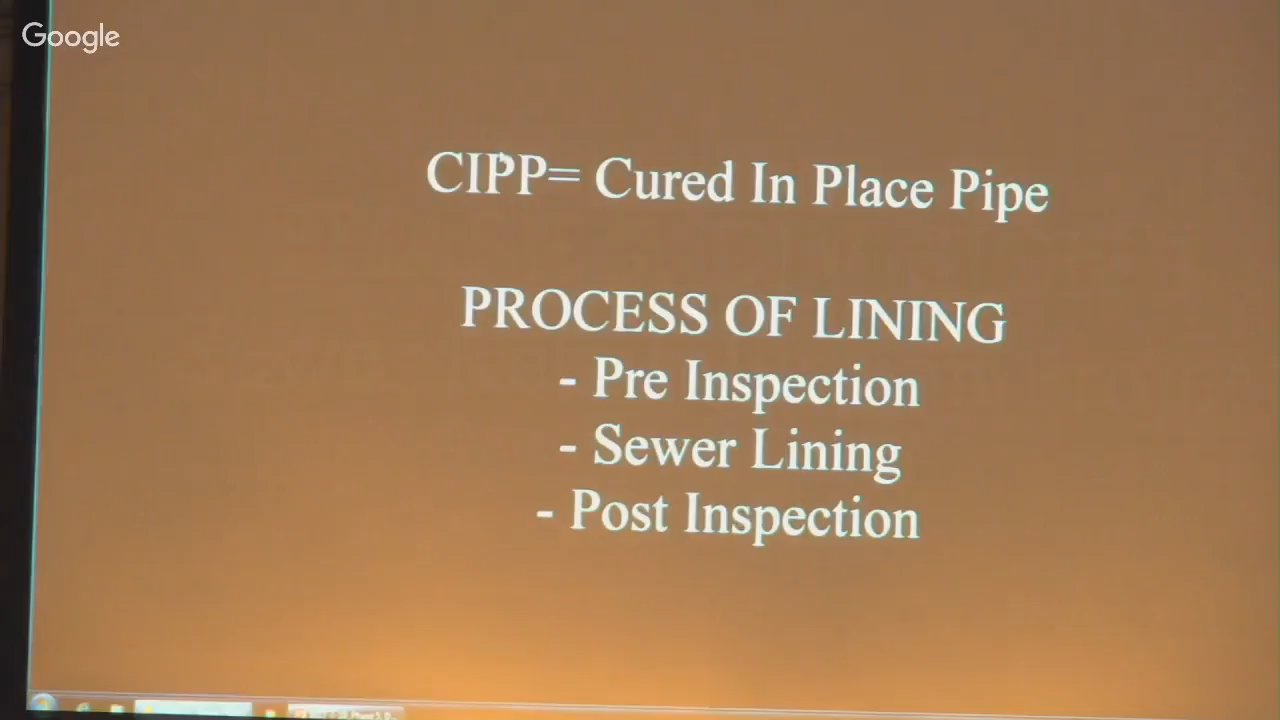 Google
CIPP= Cured In Place Pipe
PROCESS OF LINING
- Pre Inspection
- Sewer Lining
- Post Inspection